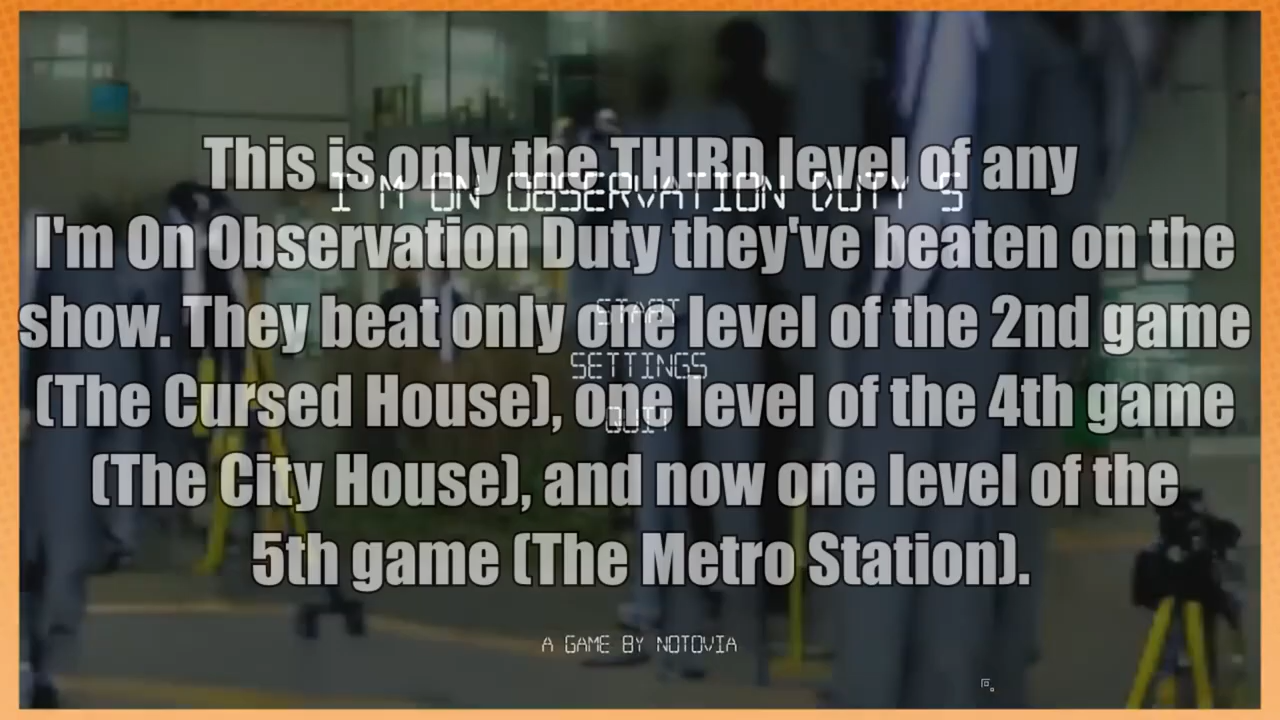 This is only the THIRD level of any
I'M ON OBSERVATION DUTY 5
I'm On Observation Duty they've beaten on the
START
show. They beat only one level of the 2nd game
SETTINGS
(The Cursed House), one level of the 4th game
QUIT
(The City House), and now one level of the
5th game (The Metro Station).
A GAME BY NOTOVIA